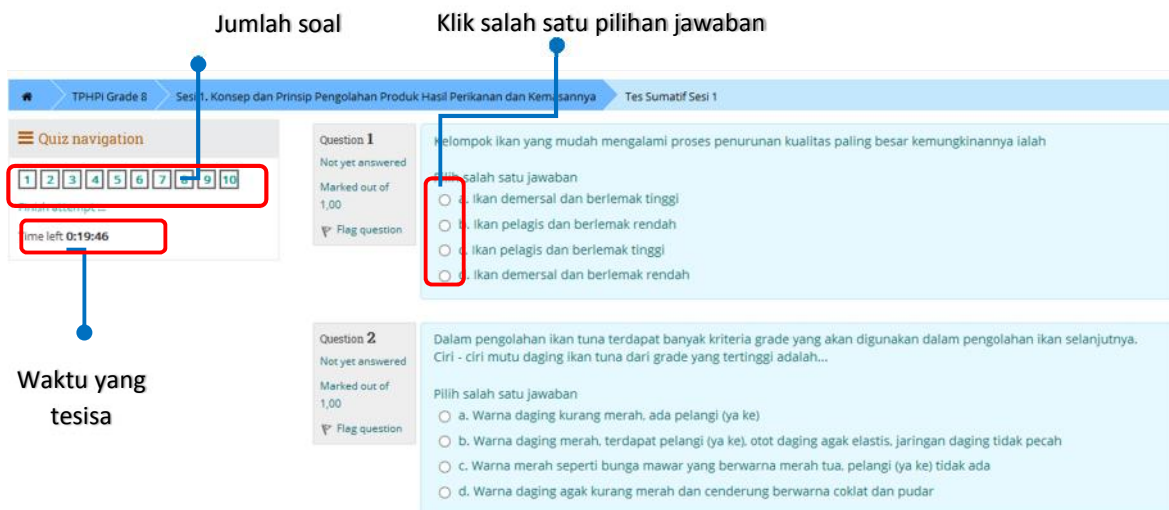 Jumlah soal
Klik salah satu pilihan jawaban
TPHPi Grade 8
Sesi 1. Konsep dan Prinsip Pengolahan Produk Hasil Perikanan dan Kemasannya
Tes Sumatif Sesi 1
Quiz navigation
1 2 3 4 5 6 7 8 9 10
Finish attempt ...
Time left 0:19:46
Waktu yang
tesisa
Question 1
Not yet answered
Marked out of
1,00
Flag question
Kelompok ikan yang mudah mengalami proses penurunan kualitas paling besar kemungkinannya ialah
Pilih salah satu jawaban
a. Ikan demersal dan berlemak tinggi
b. Ikan pelagis dan berlemak rendah
c. Ikan pelagis dan berlemak tinggi
d. Ikan demersal dan berlemak rendah
Question 2
Not yet answered
Marked out of
1,00
Flag question
Dalam pengolahan ikan tuna terdapat banyak kriteria grade yang akan digunakan dalam pengolahan ikan selanjutnya.
Ciri - ciri mutu daging ikan tuna dari grade yang tertinggi adalah...
Pilih salah satu jawaban
a. Warna daging kurang merah, ada pelangi (ya ke)
b. Warna daging merah, terdapat pelangi (ya ke), otot daging agak elastis, jaringan daging tidak pecah
c. Warna merah seperti bunga mawar yang berwarna merah tua, pelangi (ya ke) tidak ada
d. Warna daging agak kurang merah dan cenderung berwarna coklat dan pudar